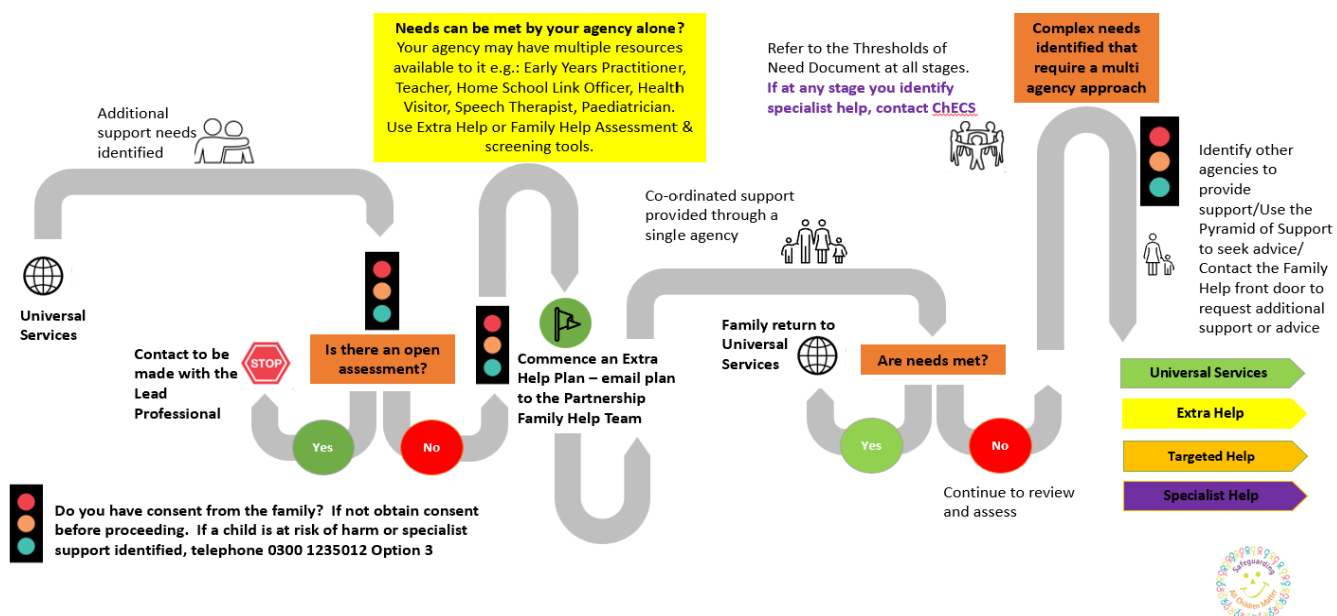 Additional
support needs
identified
Universal
Services
Needs can be met by your agency alone?
Your agency may have multiple resources
available to it e.g.: Early Years Practitioner,
Teacher, Home School Link Officer, Health
Visitor, Speech Therapist, Paediatrician.
Use Extra Help or Family Help Assessment &
screening tools.
Is there an open
assessment?
Contact to be
made with the
Lead
Professional
STOP
Yes
No
Commence an Extra
Help Plan – email plan
to the Partnership
Family Help Team
Co-ordinated support
provided through a
single agency
Refer to the Thresholds of
Need Document at all stages.
If at any stage you identify
specialist help, contact ChECS
Family return to
Universal
Services
Are needs met?
Yes
No
Continue to review
and assess
Complex needs
identified that
require a multi
agency approach
Identify other
agencies to
provide
support/Use the
Pyramid of Support
to seek advice/
Contact the Family
Help front door to
request additional
support or advice
Universal Services
Extra Help
Targeted Help
Specialist Help
Do you have consent from the family? If not obtain consent
before proceeding. If a child is at risk of harm or specialist
support identified, telephone 0300 1235012 Option 3
Safeguarding
All Children Matter